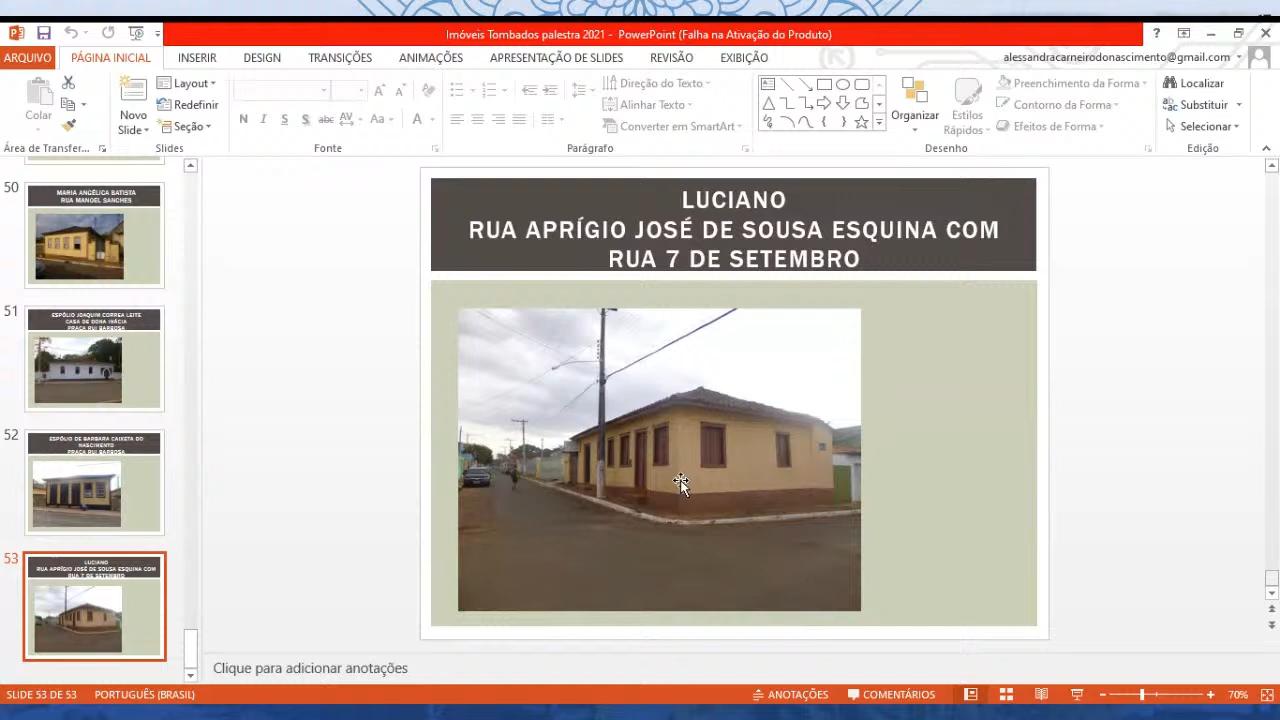 Imóveis Tombados palestra 2021 - PowerPoint (Falha na Ativação do Produto)
ARQUIVO PÁGINA INICIAL INSERIR DESIGN TRANSIÇÕES ANIMAÇÕES APRESENTAÇÃO DE SLIDES REVISÃO EXIBIÇÃO alessandracarneirodonascimento@gmail.com
Colar
Novo Slide
Layout
Redefinir
Seção
N I S S abc AV Aa A
Direção do Texto
Alinhar Texto
Converter em SmartArt
Organizar
Estilos Rápidos
Preenchimento da Forma
Contorno da Forma
Efeitos de Forma
Localizar
Substituir
Selecionar
Área de Transfer... Slides Fonte Parágrafo Desenho Edição
50
MARIA ANGÉLICA BATISTA
RUA MANOEL SANCHES
51
ESPÓLIO JOAQUIM CORREA LEITE
CASA DE DONA INÁCIA
PRAÇA RUI BARBOSA
52
ESPÓLIO DE BARBARA CAIXETA DO
NASCIMENTO
PRAÇA RUI BARBOSA
53
LUCIANO
RUA APRÍGIO JOSÉ DE SOUSA ESQUINA COM
RUA 7 DE SETEMBRO
LUCIANO
RUA APRÍGIO JOSÉ DE SOUSA ESQUINA COM
RUA 7 DE SETEMBRO
Clique para adicionar anotações
SLIDE 53 DE 53 PORTUGUÊS (BRASIL) ANOTAÇÕES COMENTÁRIOS 70%